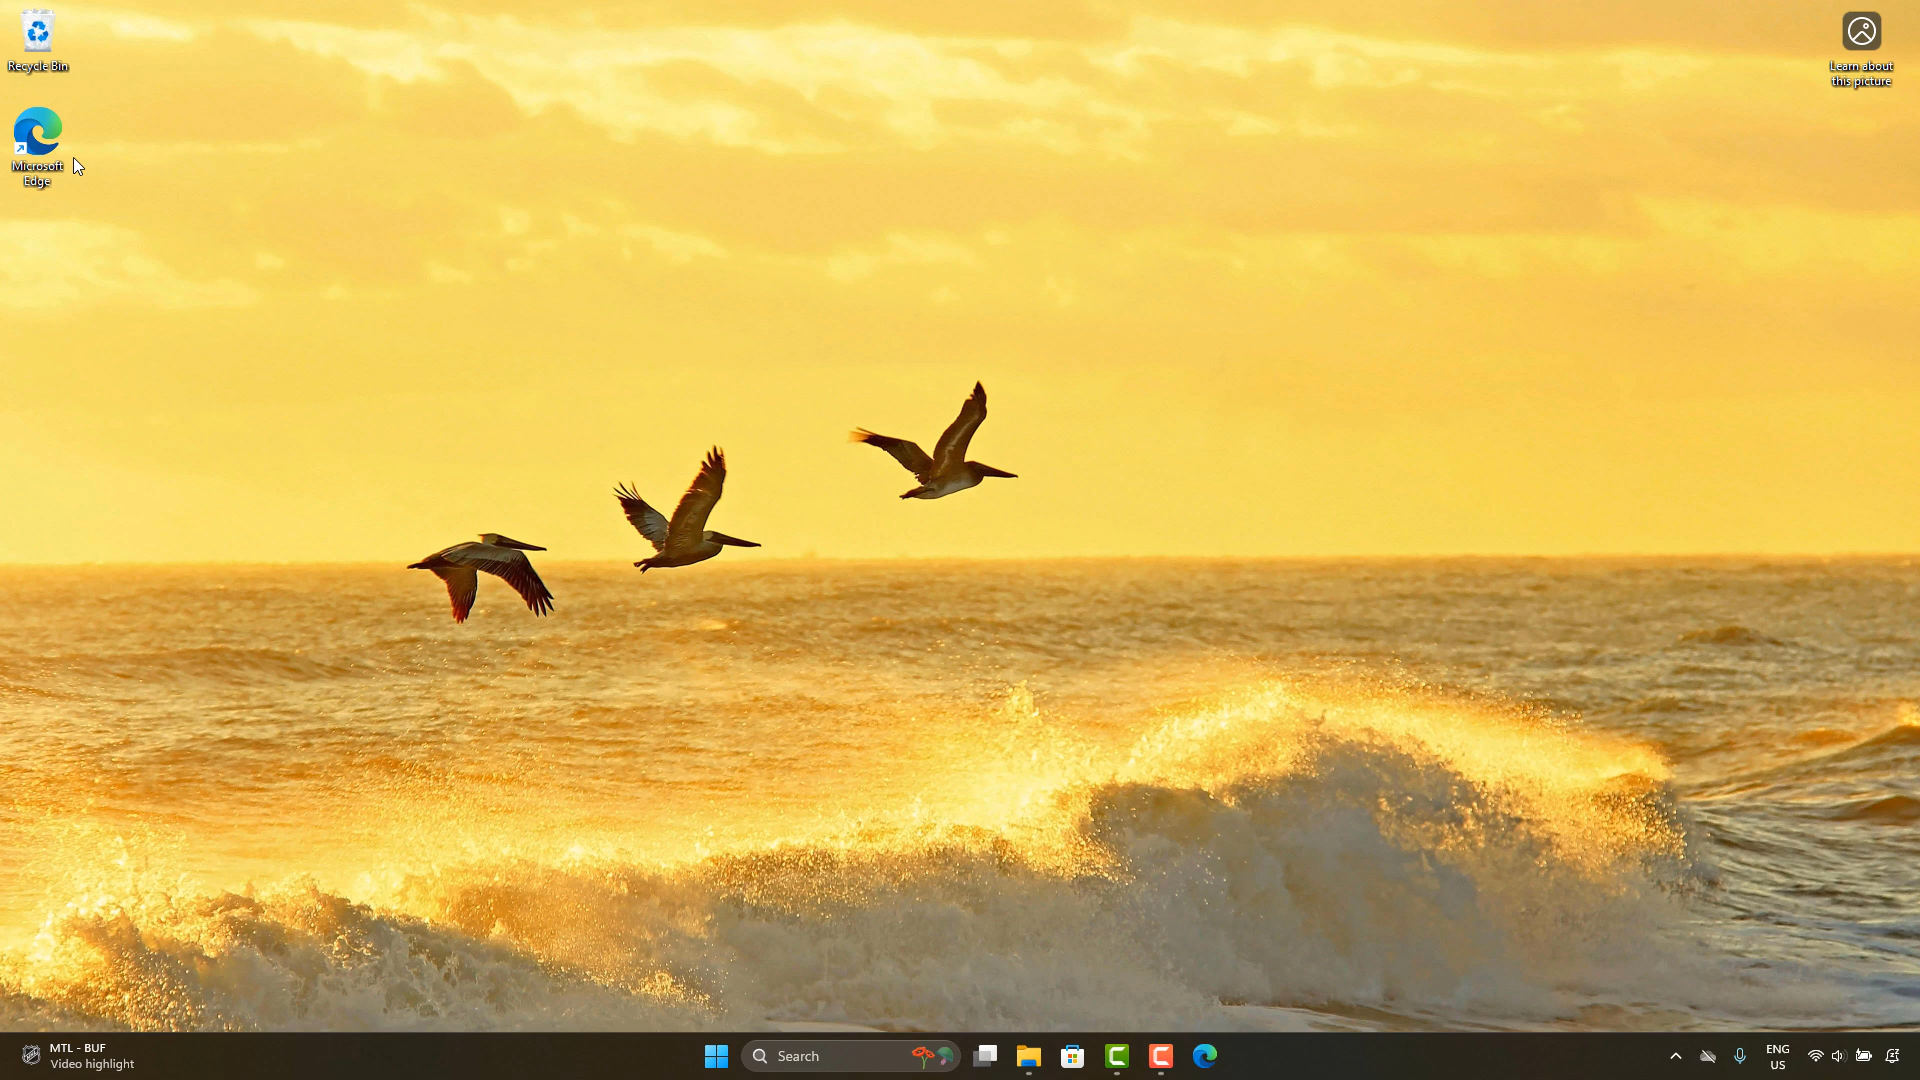 Recycle Bin
Learn about
this picture
Microsoft
Edge
MTL - BUF
Video highlight
Search
ENG
US